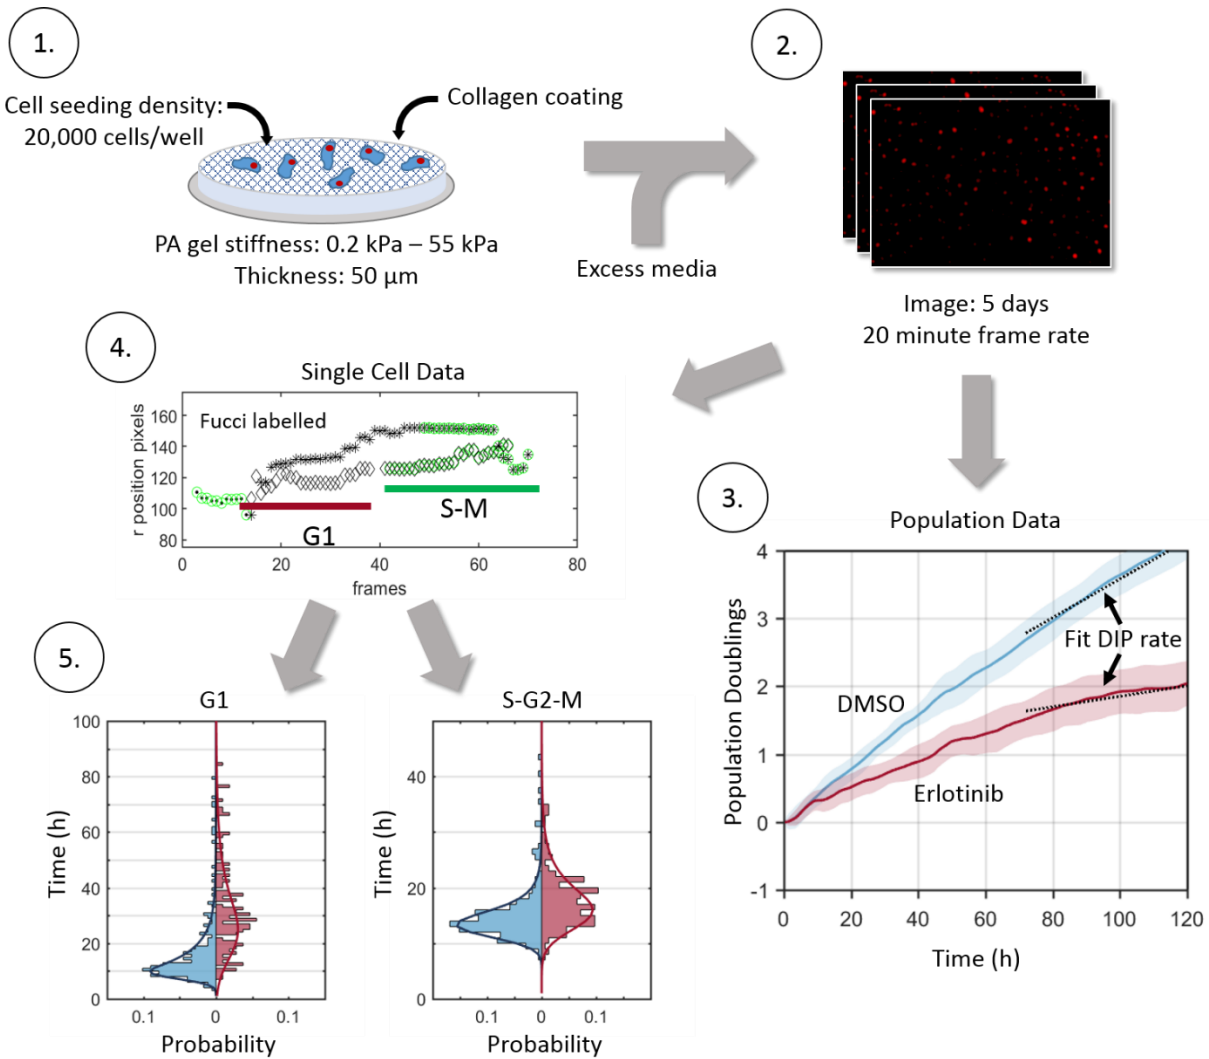 1.
Cell seeding density:
20,000 cells/well
Collagen coating
PA gel stiffness: 0.2 kPa – 55 kPa
Thickness: 50 µm
Excess media
2.
Image: 5 days
20 minute frame rate
4.
Single Cell Data
Fucci labelled
r position pixels
160
140
120
100
80
G1
S-M
0
20
40
60
80
frames
3.
Population Data
Population Doublings
4
3
2
1
0
-1
DMSO
Erlotinib
Fit DIP rate
0
20
40
60
80
100
120
Time (h)
5.
G1
Time (h)
100
80
60
40
20
0
0.1
0
0.1
Probability
S-G2-M
Time (h)
40
20
0
0.1
0
0.1
Probability